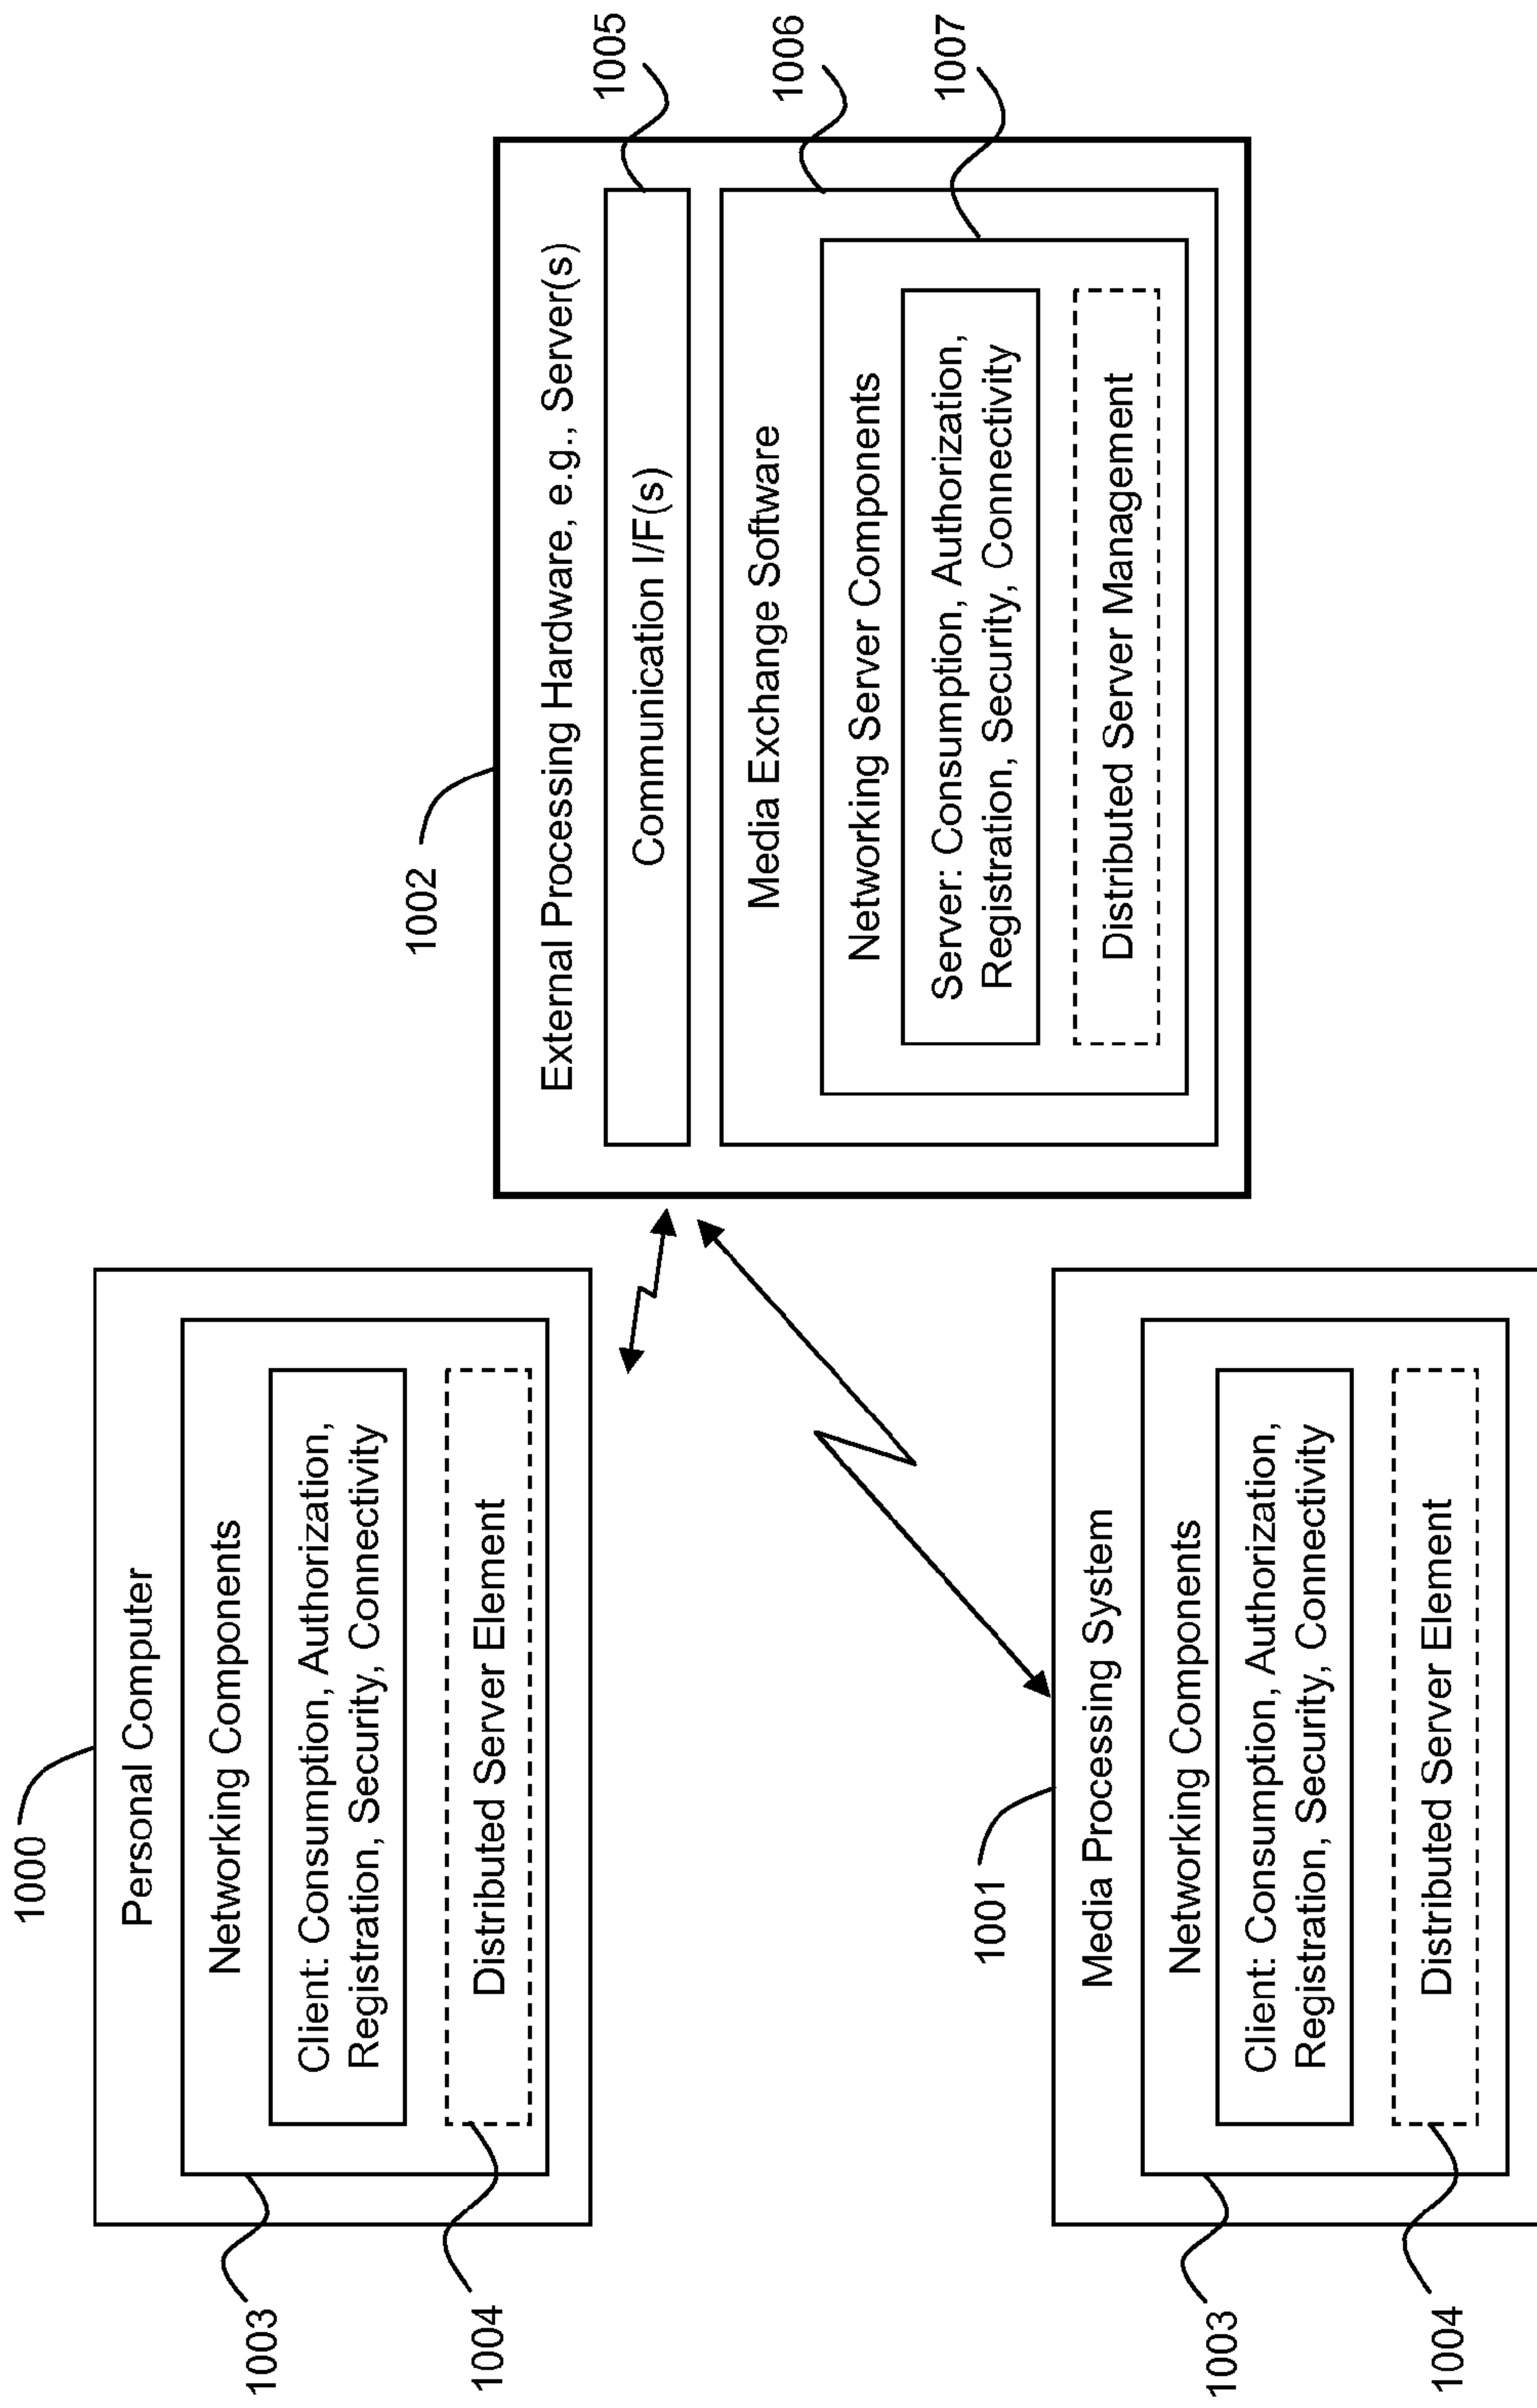 1000
Personal Computer
Networking Components
Client: Consumption, Authorization,
Registration, Security, Connectivity
Distributed Server Element
1003
1004
1002
External Processing Hardware, e.g., Server(s)
Communication I/F(s)
Media Exchange Software
Networking Server Components
Server: Consumption, Authorization,
Registration, Security, Connectivity
Distributed Server Management
1005
1006
1007
1001
Media Processing System
Networking Components
Client: Consumption, Authorization,
Registration, Security, Connectivity
Distributed Server Element
1003
1004